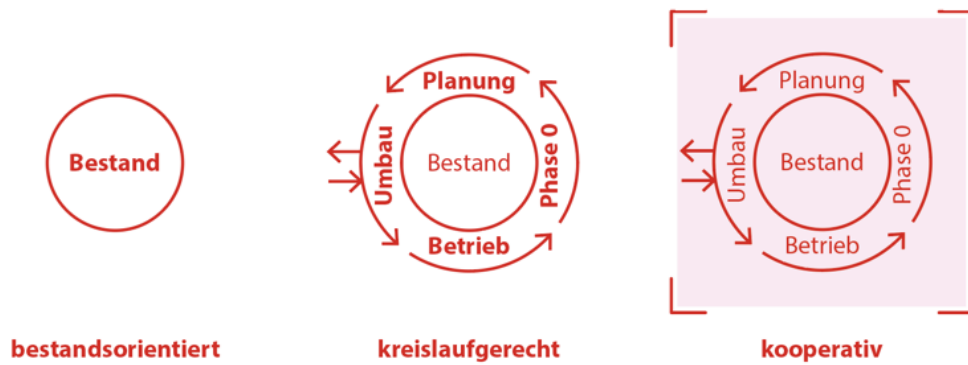 Bestand
bestandsorientiert
Planung
Umbau
Bestand
Phase 0
Betrieb
kreislaufgerecht
Planung
Umbau
Bestand
Phase 0
Betrieb
kooperativ